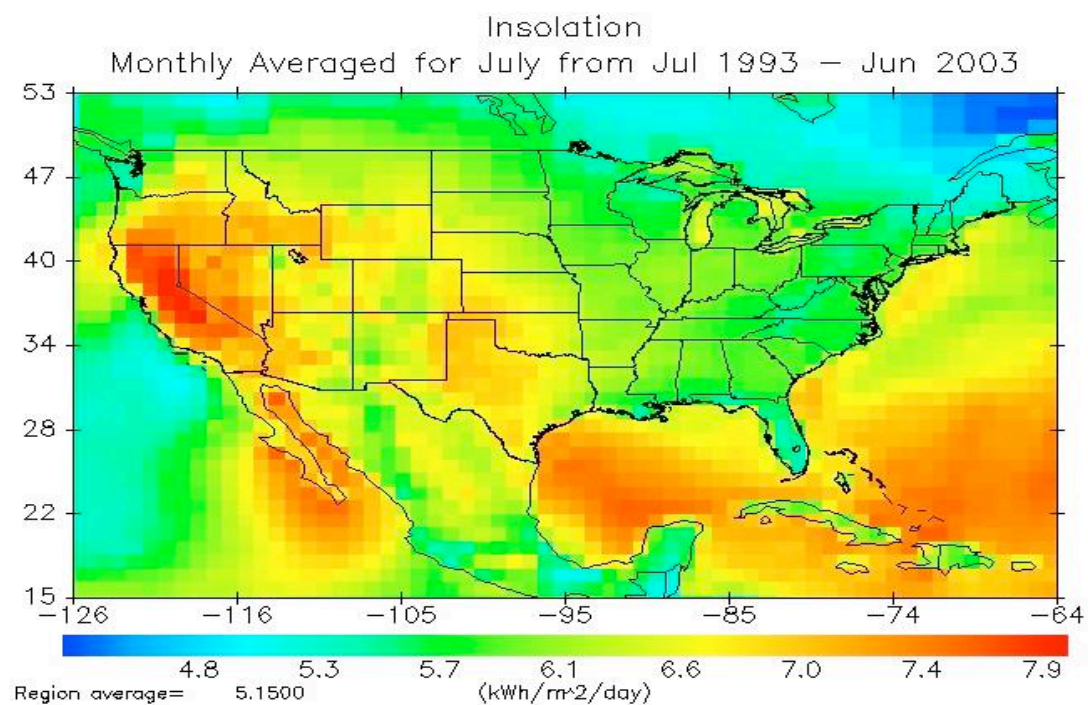 Insolation
Monthly Averaged for July from Jul 1993 - Jun 2003
53
47
40
34
28
22
15
-126 -116 -105 -95 -85 -74 -64
4.8 5.3 5.7 6.1 6.6 7.0 7.4 7.9
Region average= 5.1500 (kWh/m^2/day)